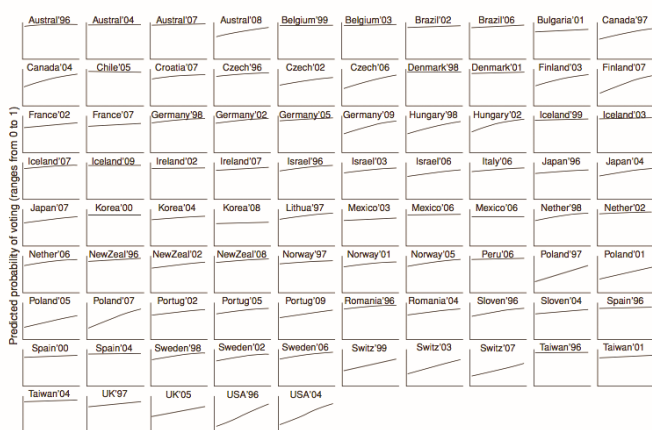 Predicted probability of voting (ranges from 0 to 1)
Austral'96 Austral'04 Austral'07 Austral'08 Belgium'99 Belgium'03 Brazil'02 Brazil'06 Bulgaria'01 Canada'97
Canada'04 Chile'05 Croatia'07 Czech'96 Czech'02 Czech'06 Denmark'98 Denmark'01 Finland'03 Finland'07
France'02 France'07 Germany'98 Germany'02 Germany'05 Germany'09 Hungary'98 Hungary'02 Iceland'99 Iceland'03
Iceland'07 Iceland'09 Ireland'02 Ireland'07 Israel'96 Israel'03 Israel'06 Italy'06 Japan'96 Japan'04
Japan'07 Korea'00 Korea'04 Korea'08 Lithua'97 Mexico'03 Mexico'06 Mexico'06 Nether'98 Nether'02
Nether'06 NewZeal'96 NewZeal'02 NewZeal'08 Norway'97 Norway'01 Norway'05 Peru'06 Poland'97 Poland'01
Poland'05 Poland'07 Portug'02 Portug'05 Portug'09 Romania'96 Romania'04 Sloven'96 Sloven'04 Spain'96
Spain'00 Spain'04 Sweden'98 Sweden'02 Sweden'06 Switz'99 Switz'03 Switz'07 Taiwan'96 Taiwan'01
Taiwan'04 UK'97 UK'05 USA'96 USA'04